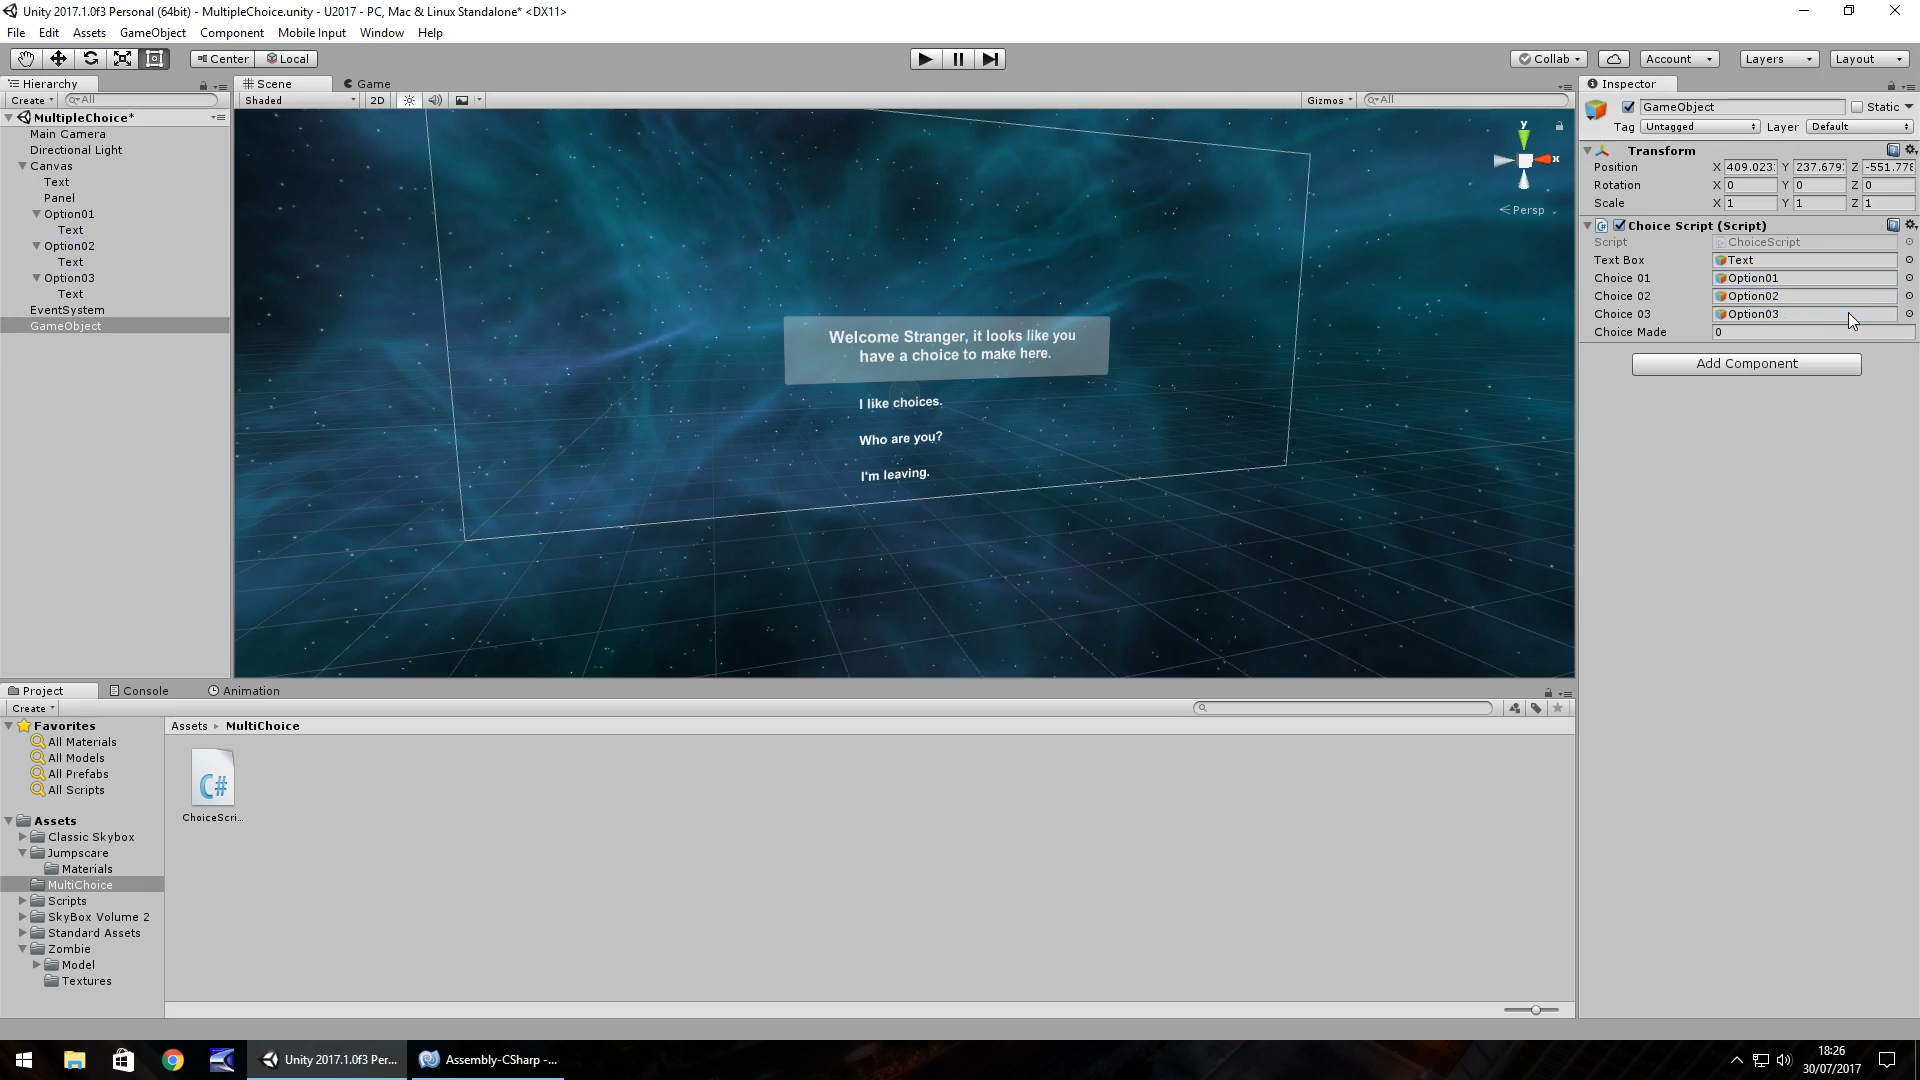 Unity 2017.1.0f3 Personal (64bit) - MultipleChoice.unity - U2017 - PC, Mac & Linux Standalone* <DX11>
File Edit Assets GameObject Component Mobile Input Window Help
Center Local Collab Account Layers Layout
Hierarchy Scene Game Inspector
Create All Shaded 2D Gizmos All
MultipleChoice*
Main Camera
Directional Light
Canvas
Text
Panel
Option01
Text
Option02
Text
Option03
Text
EventSystem
GameObject
y
x
Persp
Welcome Stranger, it looks like you
have a choice to make here.
I like choices.
Who are you?
I'm leaving.
GameObject Static
Tag Untagged Layer Default
Transform
Position X 409.023 Y 237.679 Z -551.778
Rotation X 0 Y 0 Z 0
Scale X 1 Y 1 Z 1
Choice Script (Script)
Script ChoiceScript
Text Box Text
Choice 01 Option01
Choice 02 Option02
Choice 03 Option03
Choice Made 0
Add Component
Project Console Animation
Create
Favorites
All Materials
All Models
All Prefabs
All Scripts
Assets
Classic Skybox
Jumpscare
Materials
MultiChoice
Scripts
SkyBox Volume 2
Standard Assets
Zombie
Model
Textures
Assets MultiChoice
C#
ChoiceScri...
Unity 2017.1.0f3 Per...
Assembly-CSharp -...
18:26
30/07/2017